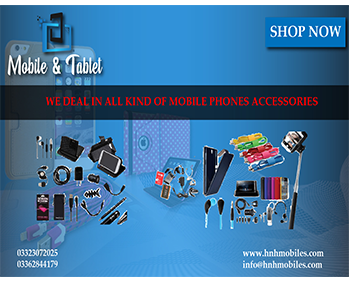 SHOP NOW
Mobile & Tablet
WE DEAL IN ALL KIND OF MOBILE PHONES ACCESSORIES
03323072025
03362844179
www.hnhmobiles.com
info@hnhmobiles.com